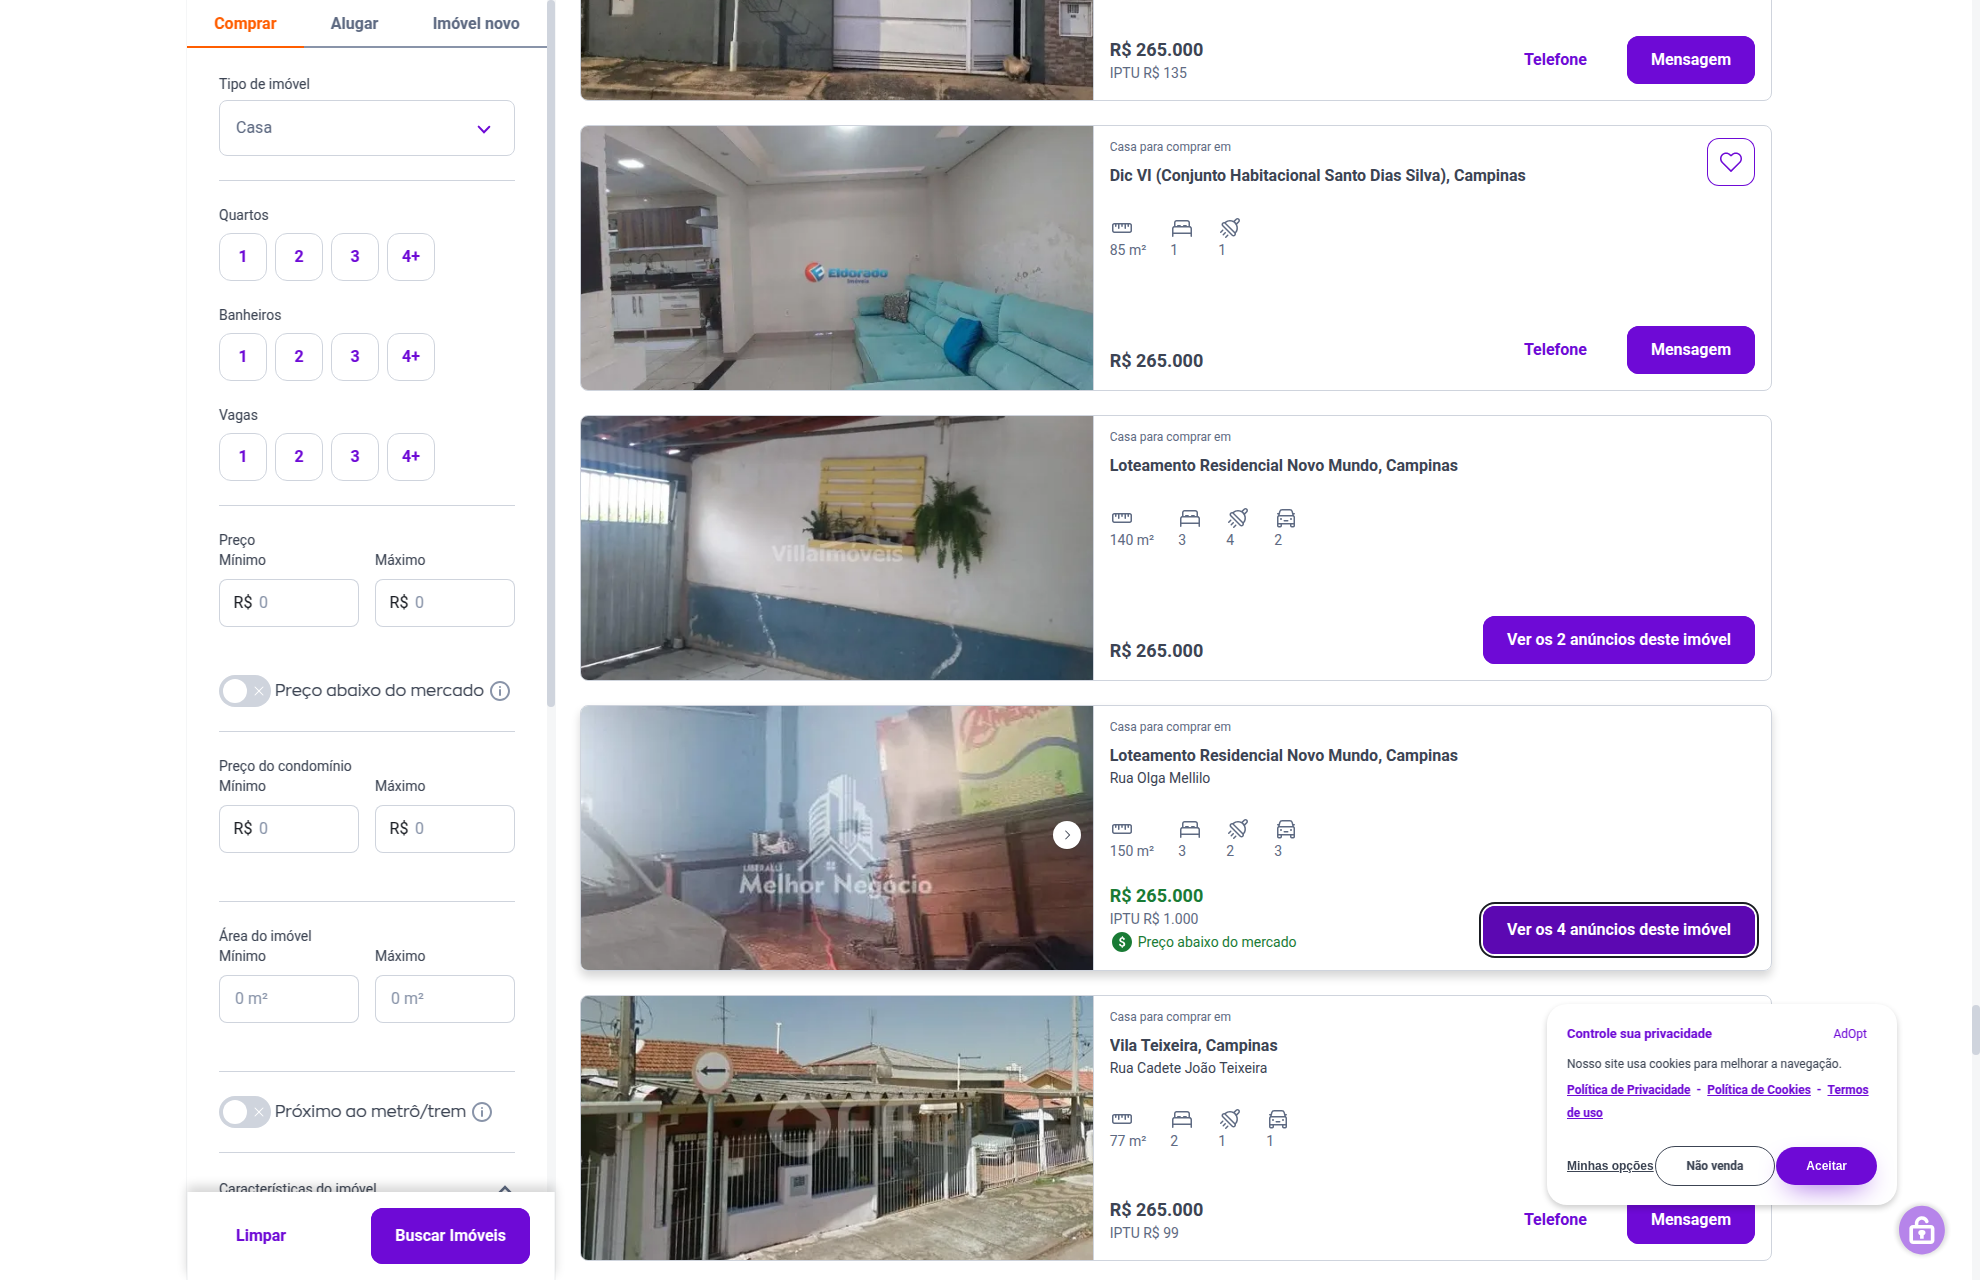 Comprar
Alugar
Imóvel novo
Tipo de imóvel
Casa
Quartos
1
2
3
4+
Banheiros
1
2
3
4+
Vagas
1
2
3
4+
Preço
Mínimo
Máximo
R$ 0
R$ 0
Preço abaixo do mercado
Preço do condomínio
Mínimo
Máximo
R$ 0
R$ 0
Área do imóvel
Mínimo
Máximo
0 m²
0 m²
Próximo ao metrô/trem
Características do imóvel
Limpar
Buscar Imóveis
R$ 265.000
IPTU R$ 135
Telefone
Mensagem
Eldorado
Imóveis
Casa para comprar em
Dic VI (Conjunto Habitacional Santo Dias Silva), Campinas
85 m²
1
1
R$ 265.000
Telefone
Mensagem
Villaimóveis
Casa para comprar em
Loteamento Residencial Novo Mundo, Campinas
140 m²
3
4
2
R$ 265.000
Ver os 2 anúncios deste imóvel
LIBERALLI
Melhor Negócio
Casa para comprar em
Loteamento Residencial Novo Mundo, Campinas
Rua Olga Mellilo
150 m²
3
2
3
R$ 265.000
IPTU R$ 1.000
$ Preço abaixo do mercado
Ver os 4 anúncios deste imóvel
Casa para comprar em
Vila Teixeira, Campinas
Rua Cadete João Teixeira
77 m²
2
1
1
R$ 265.000
IPTU R$ 99
Telefone
Mensagem
Controle sua privacidade
AdOpt
Nosso site usa cookies para melhorar a navegação.
Política de Privacidade - Política de Cookies - Termos
de uso
Minhas opções
Não venda
Aceitar